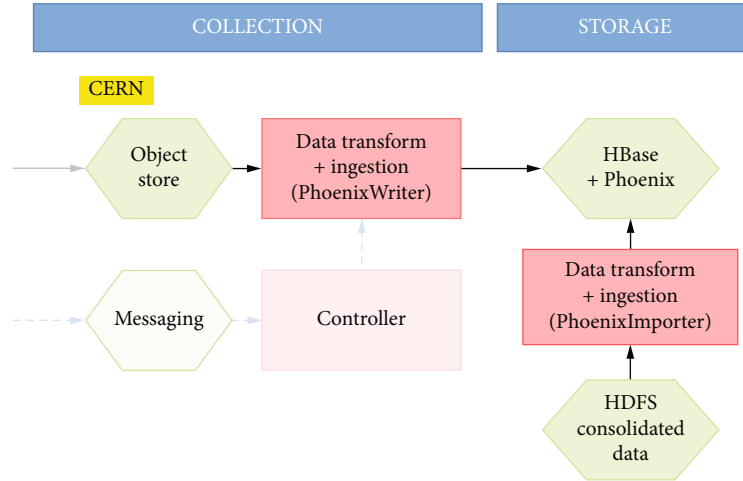 COLLECTION
STORAGE
CERN
Object
store
Data transform
+ ingestion
(PhoenixWriter)
HBase
+ Phoenix
Messaging
Controller
Data transform
+ ingestion
(PhoenixImporter)
HDFS
consolidated
data